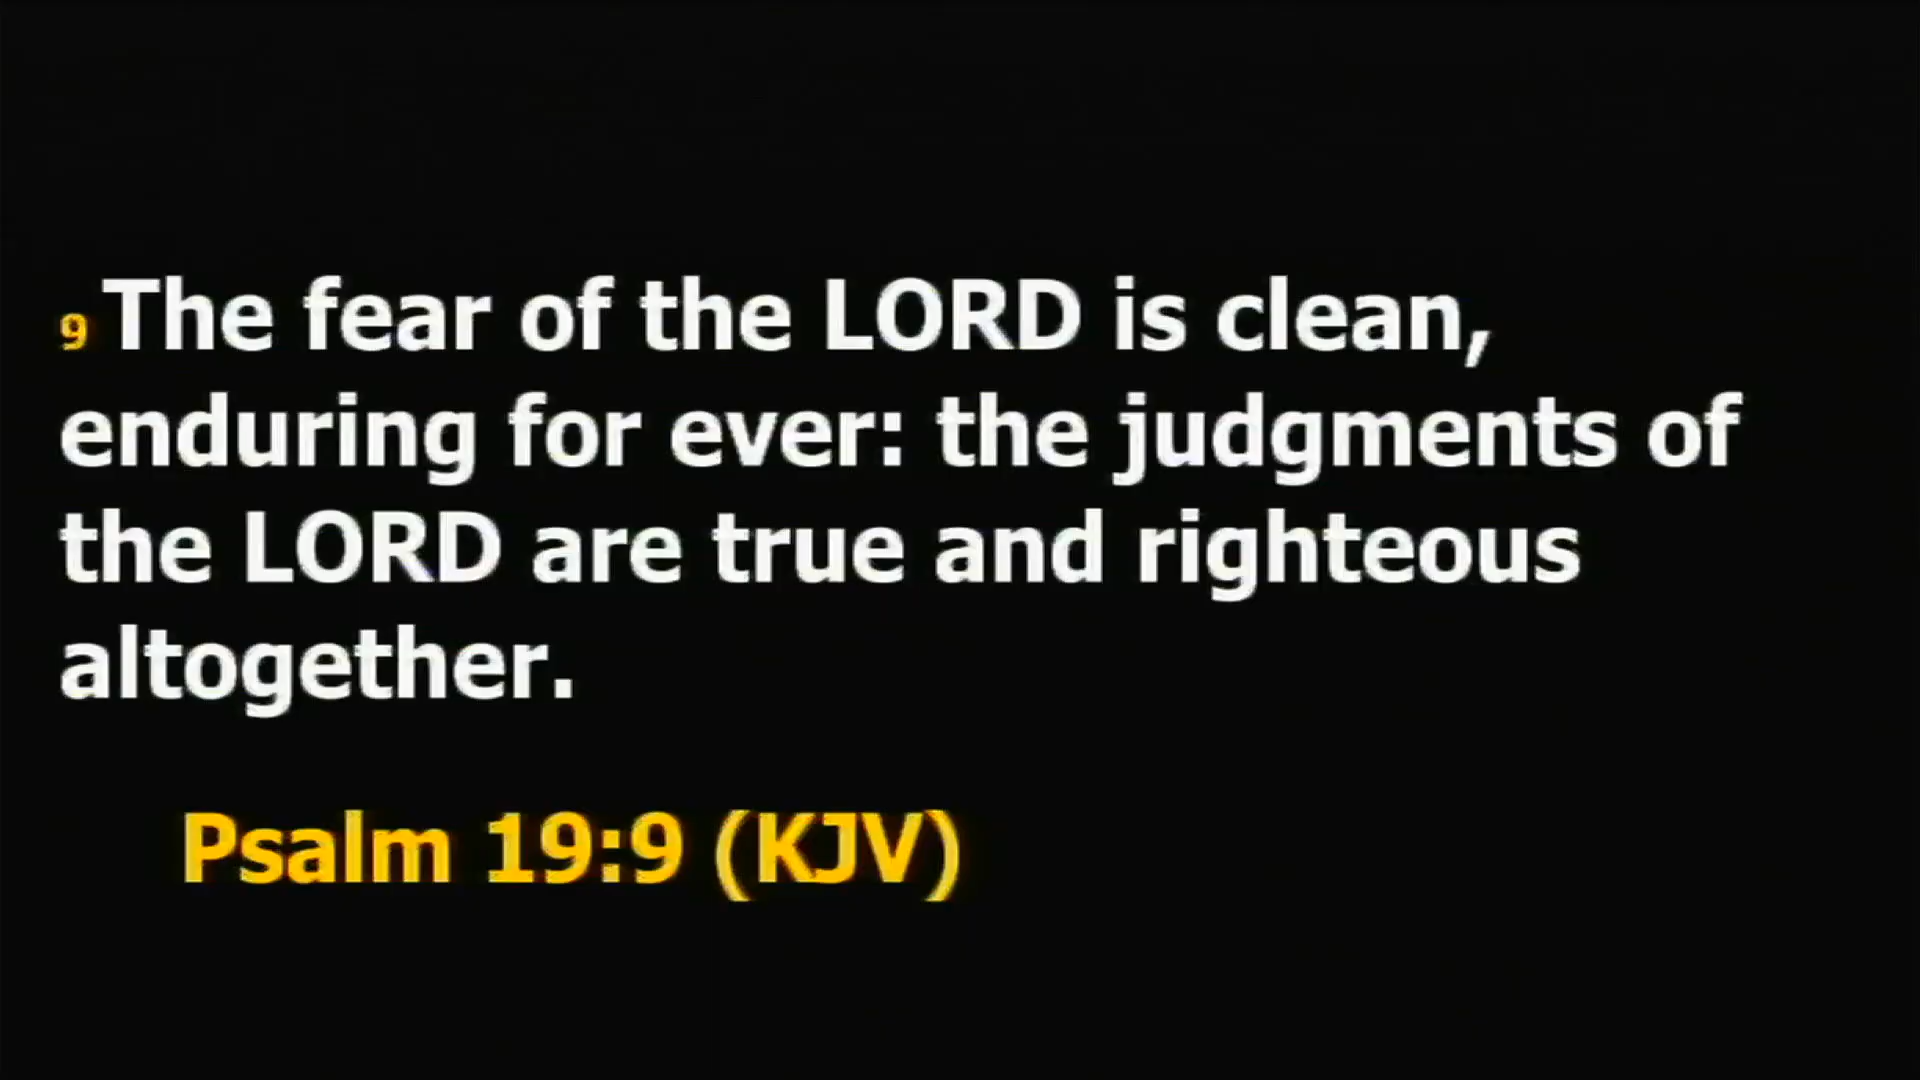 9 The fear of the LORD is clean,
enduring for ever: the judgments of
the LORD are true and righteous
altogether.
Psalm 19:9 (KJV)